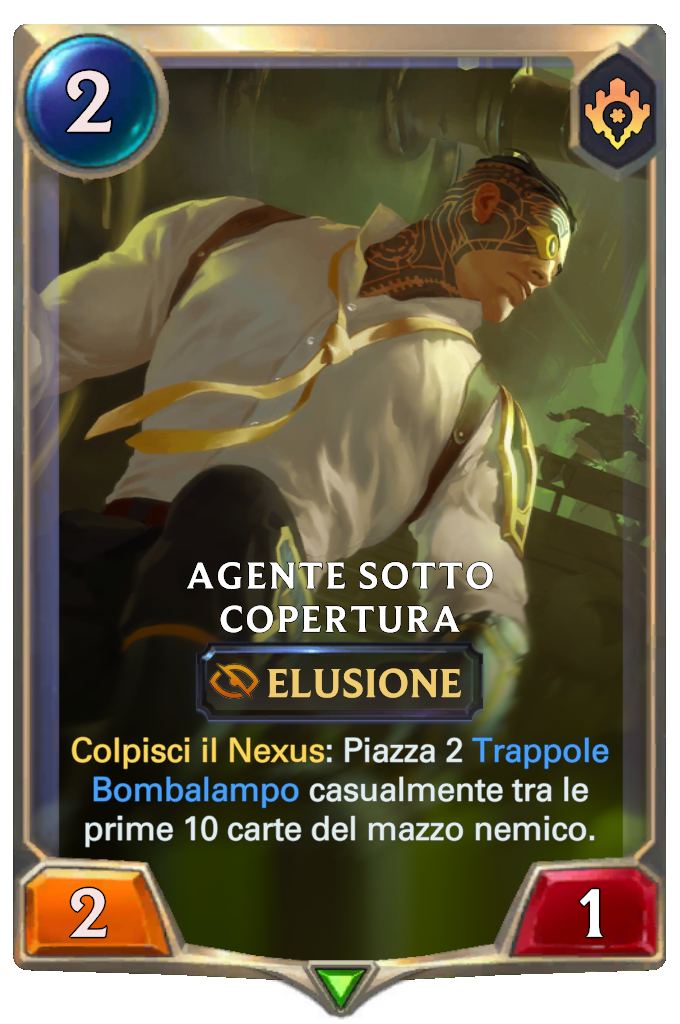 2
AGENTE SOTTO
COPERTURA
ELUSIONE
Colpisci il Nexus: Piazza 2 Trappole
Bombalampo casualmente tra le
prime 10 carte del mazzo nemico.
2
1